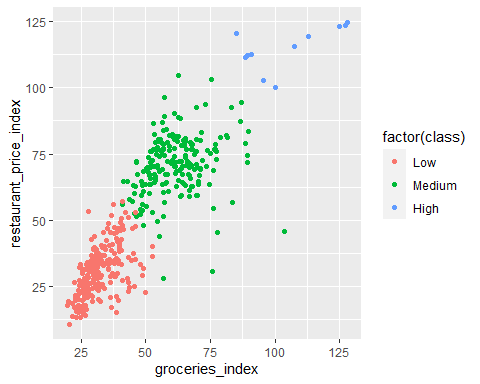 125
100
75
50
25
restaurant_price_index
25
50
75
100
125
groceries_index
factor(class)
Low
Medium
High